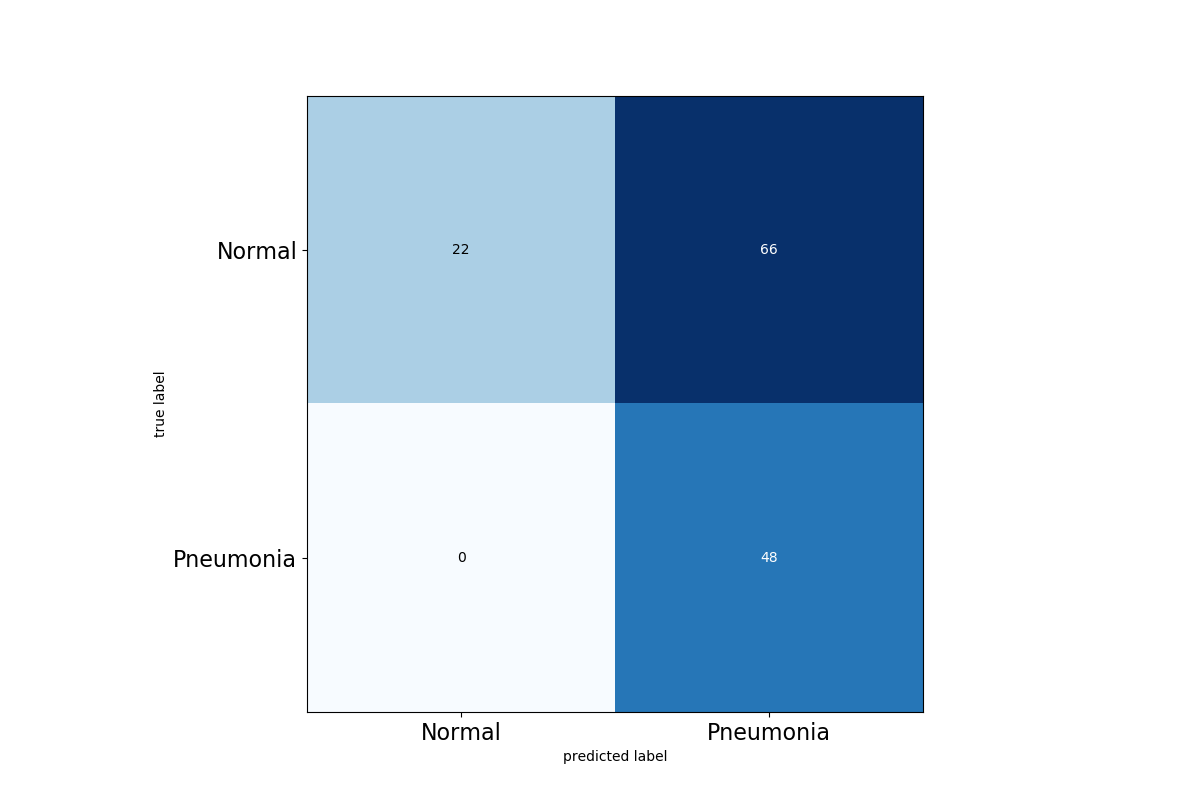 Normal
22
66
true label
Pneumonia
0
48
Normal
Pneumonia
predicted label